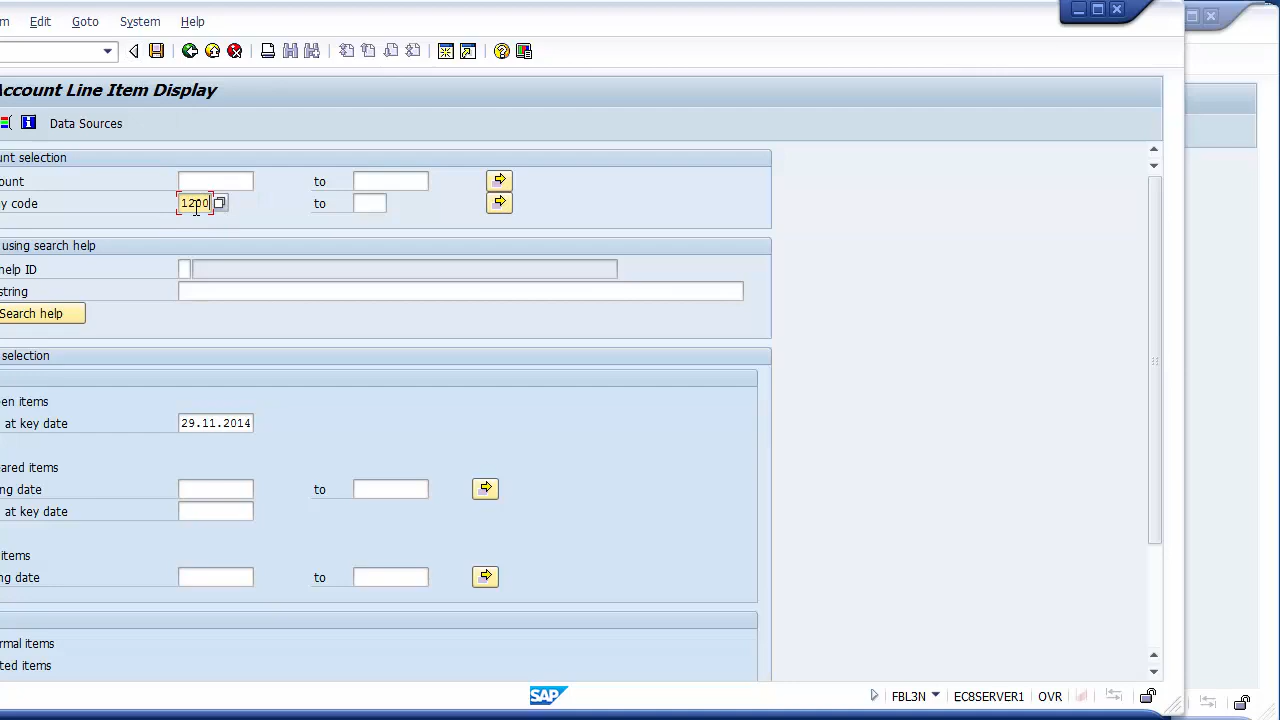 m Edit Goto System Help
Account Line Item Display
Data Sources
unt selection
ount to
y code 1200 to
using search help
help ID
string
Search help
selection
en items
at key date 29.11.2014
ared items
ng date to
at key date
items
ng date to
rmal items
ted items
SAP FBL3N ECCSERVER1 OVR